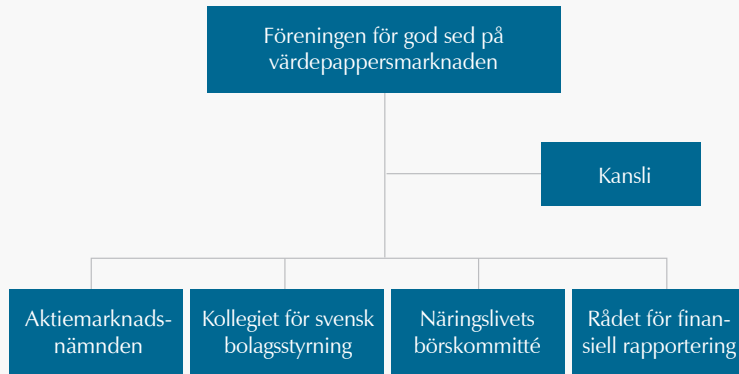 Föreningen för god sed på
värdepappersmarknaden
Kansli
Aktiemarknads-
nämnden
Kollegiet för svensk
bolagsstyrning
Näringslivets
börskommitté
Rådet för finan-
siell rapportering